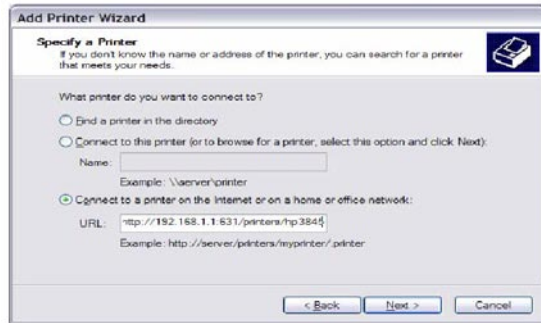 Add Printer Wizard
Specify a Printer
If you don't know the name or address of the printer, you can search for a printer
that meets your needs.
What printer do you want to connect to?
Find a printer in the directory
Connect to this printer (or to browse for a printer, select this option and click Next):
Name:
Example: \\server\printer
Connect to a printer on the Internet or on a home or office network:
URL: http://192.168.1.1:631/printers/hp3845
Example: http://server/printers/myprinter/.printer
< Back Next > Cancel